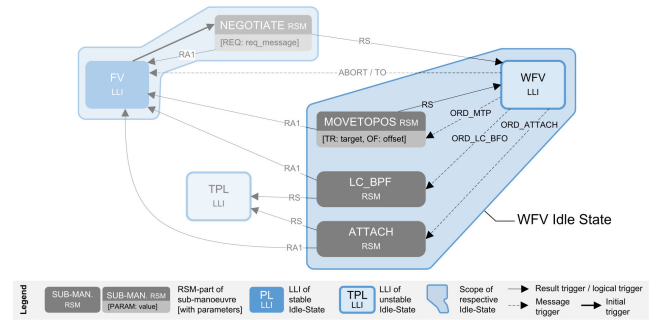 NEGOTIATE RSM
[REQ: req_message]
RS
RA1
FV
LLI
ABORT / TO
WFV
LLI
RS
ORD_MTP
ORD_ATTACH
ORD_LC_BFO
RA1
MOVETOPOS RSM
[TR: target, OF: offset]
RA1
LC_BPF
RSM
TPL
LLI
RS
RS
ATTACH
RSM
RA1
WFV Idle State
Legend
SUB-MAN.
RSM
SUB-MAN. RSM
[PARAM: value]
RSM-part of
sub-manoeuvre
[with parameters]
PL
LLI
LLI of
stable
Idle-State
TPL
LLI
LLI of
unstable
Idle-State
Scope of
respective
Idle-State
Result trigger / logical trigger
Message
trigger
Initial
trigger